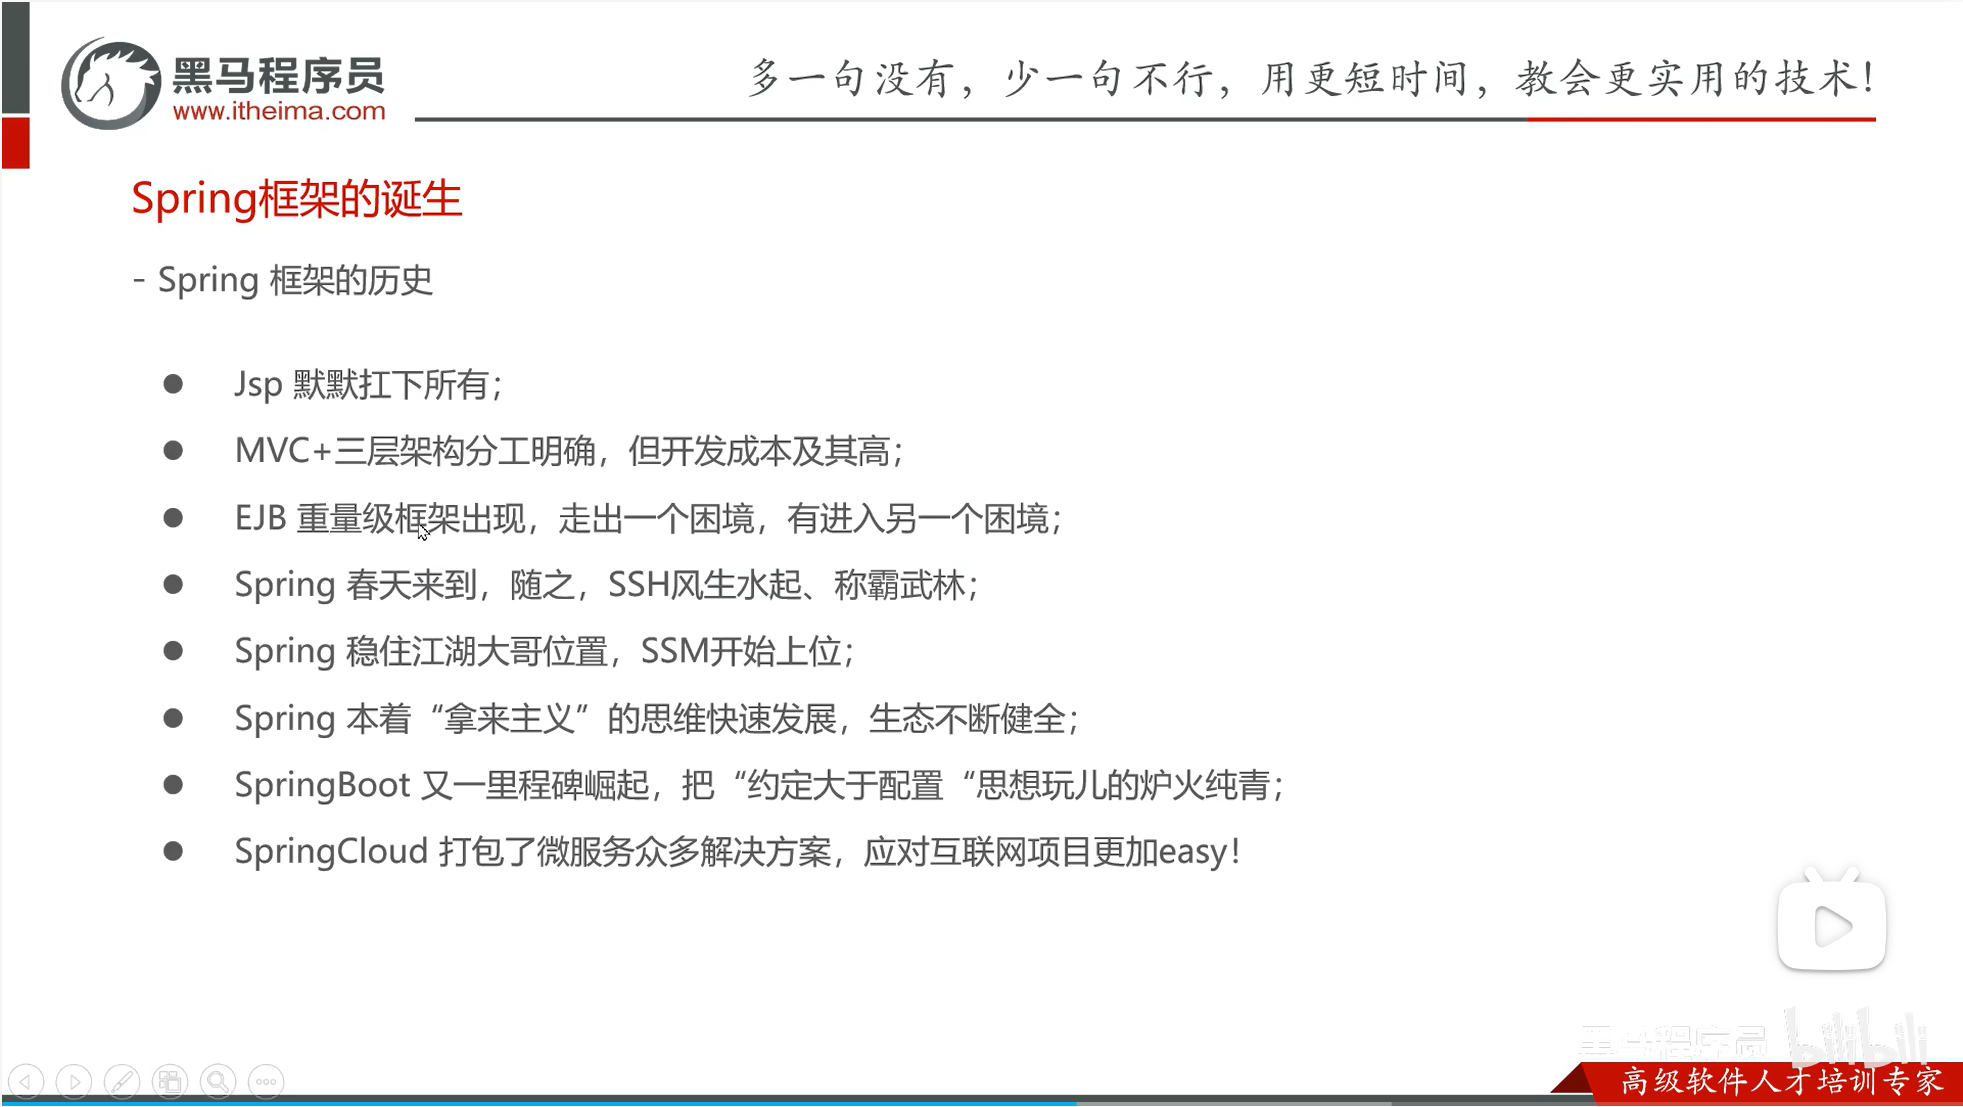 黑马程序员
www.itheima.com
多一句没有，少一句不行，用更短时间，教会更实用的技术！
Spring框架的诞生
- Spring 框架的历史
● Jsp 默默扛下所有；
● MVC+三层架构分工明确，但开发成本及其高；
● EJB 重量级框架出现，走出一个困境，有进入另一个困境；
● Spring 春天来到，随之，SSH风生水起、称霸武林；
● Spring 稳住江湖大哥位置，SSM开始上位；
● Spring 本着“拿来主义”的思维快速发展，生态不断健全；
● SpringBoot 又一里程碑崛起，把“约定大于配置“思想玩儿的炉火纯青；
● SpringCloud 打包了微服务众多解决方案，应对互联网项目更加easy！
黑马程序员 bilibili
高级软件人才培训专家